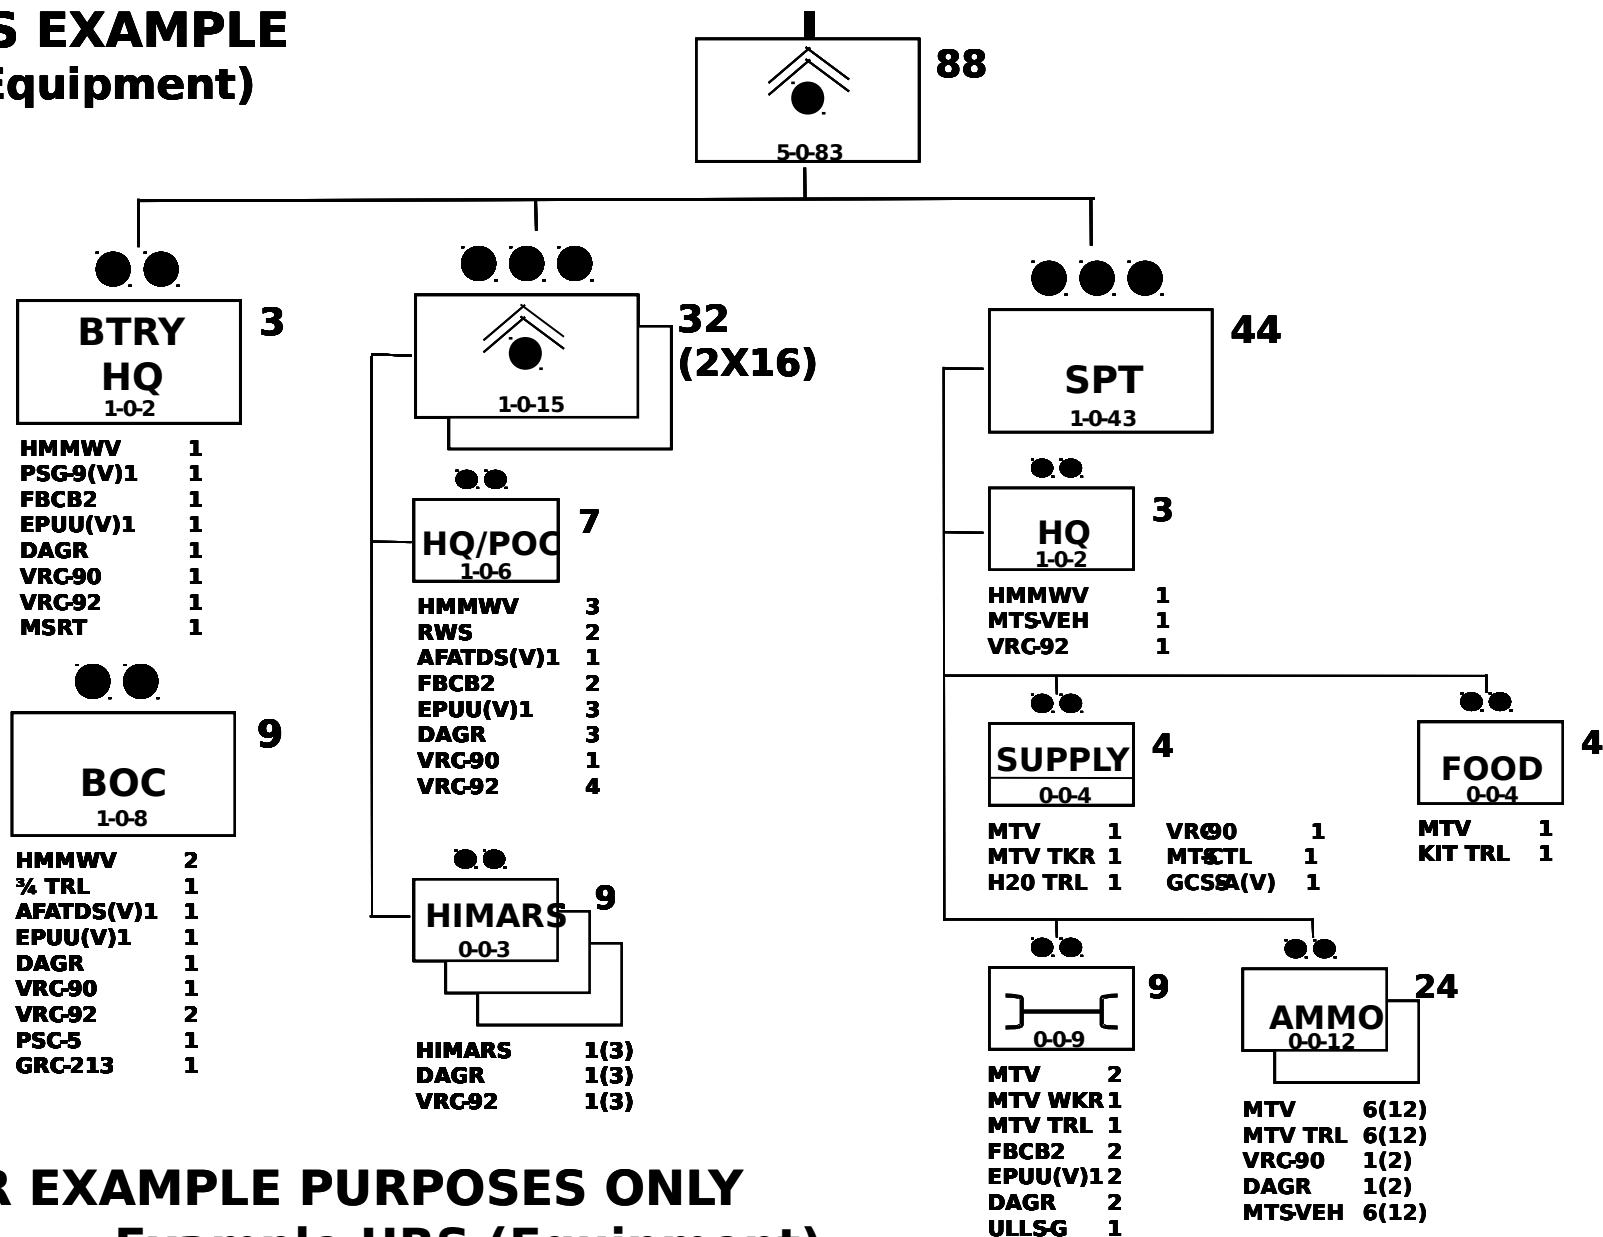 S EXAMPLE
Equipment)
88
5-0-83
BTRY
HQ
1-0-2
3
HMMWV 1
PSG-9(V)1 1
FBCB2 1
EPUU(V)1 1
DAGR 1
VRC-90 1
VRC-92 1
MSRT 1
BOC
1-0-8
9
HMMWV 2
¾ TRL 1
AFATDS(V)1 1
EPUU(V)1 1
DAGR 1
VRC-90 1
VRC-92 2
PSC-5 1
GRC-213 1
1-0-15
32
(2X16)
HQ/POC
1-0-6
7
HMMWV 3
RWS 2
AFATDS(V)1 1
FBCB2 2
EPUU(V)1 3
DAGR 3
VRC-90 1
VRC-92 4
HIMARS
0-0-3
9
HIMARS 1(3)
DAGR 1(3)
VRC-92 1(3)
SPT
1-0-43
44
HQ
1-0-2
3
HMMWV 1
MTS-VEH 1
VRC-92 1
SUPPLY
0-0-4
4
MTV 1 VRC-90 1
MTV TKR 1 MTS-CTL 1
H20 TRL 1 GCSS-A(V) 1
FOOD
0-0-4
4
MTV 1
KIT TRL 1
0-0-9
9
MTV 2
MTV WKR 1
MTV TRL 1
FBCB2 2
EPUU(V)1 2
DAGR 2
ULLS-G 1
AMMO
0-0-12
24
MTV 6(12)
MTV TRL 6(12)
VRC-90 1(2)
DAGR 1(2)
MTS-VEH 6(12)
R EXAMPLE PURPOSES ONLY
Example UBS (Equipment)